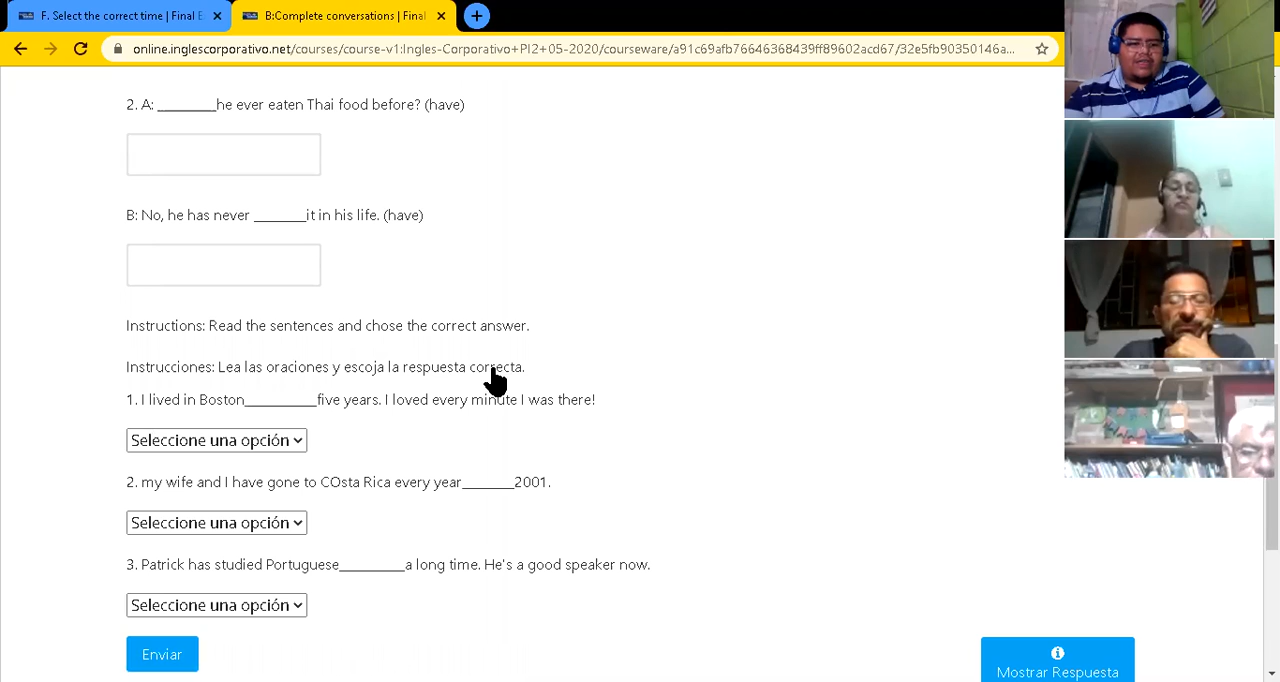 F. Select the correct time | Final E
B:Complete conversations | Final
online.inglescorporativo.net/courses/course-v1:Ingles-Corporativo+PI2+05-2020/courseware/a91c69afb76646368439ff89602acd67/32e5fb90350146a...
2. A: ________he ever eaten Thai food before? (have)
B: No, he has never _______it in his life. (have)
Instructions: Read the sentences and chose the correct answer.
Instrucciones: Lea las oraciones y escoja la respuesta correcta.
1. I lived in Boston__________five years. I loved every minute I was there!
Seleccione una opción
2. my wife and I have gone to COsta Rica every year_______2001.
Seleccione una opción
3. Patrick has studied Portuguese_________a long time. He's a good speaker now.
Seleccione una opción
Enviar
Mostrar Respuesta